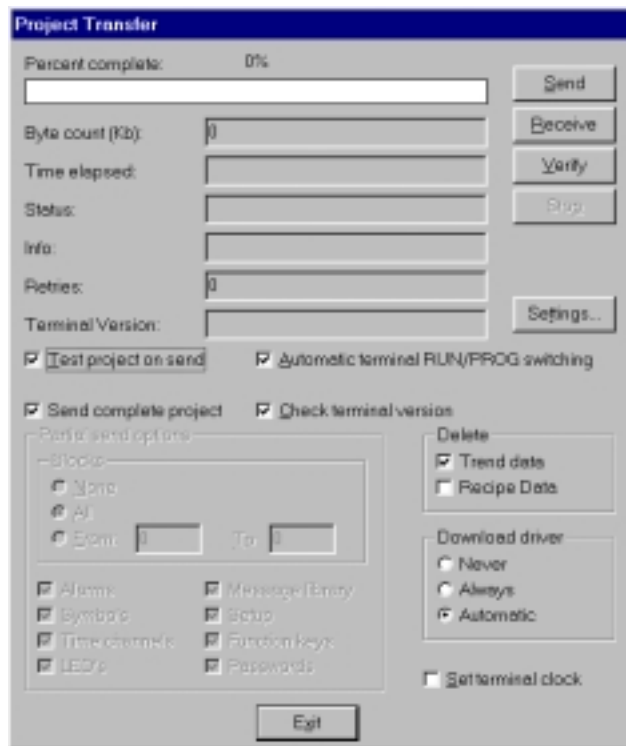 Project Transfer
Percent complete: 0%
Send
Byte count (Kb): 0
Receive
Time elapsed:
Verify
Status:
Stop
Info:
Retries: 0
Settings...
Terminal Version:
Test project on send
Automatic terminal RUN/PROG switching
Send complete project
Check terminal version
Partial send options
Delete
Blocks
Trend data
None
Recipe Data
All
From: 0 To: 0
Download driver
Never
Alarms
Message library
Always
Symbols
Setup
Automatic
Time channels
Function keys
LED's
Passwords
Set terminal clock
Exit